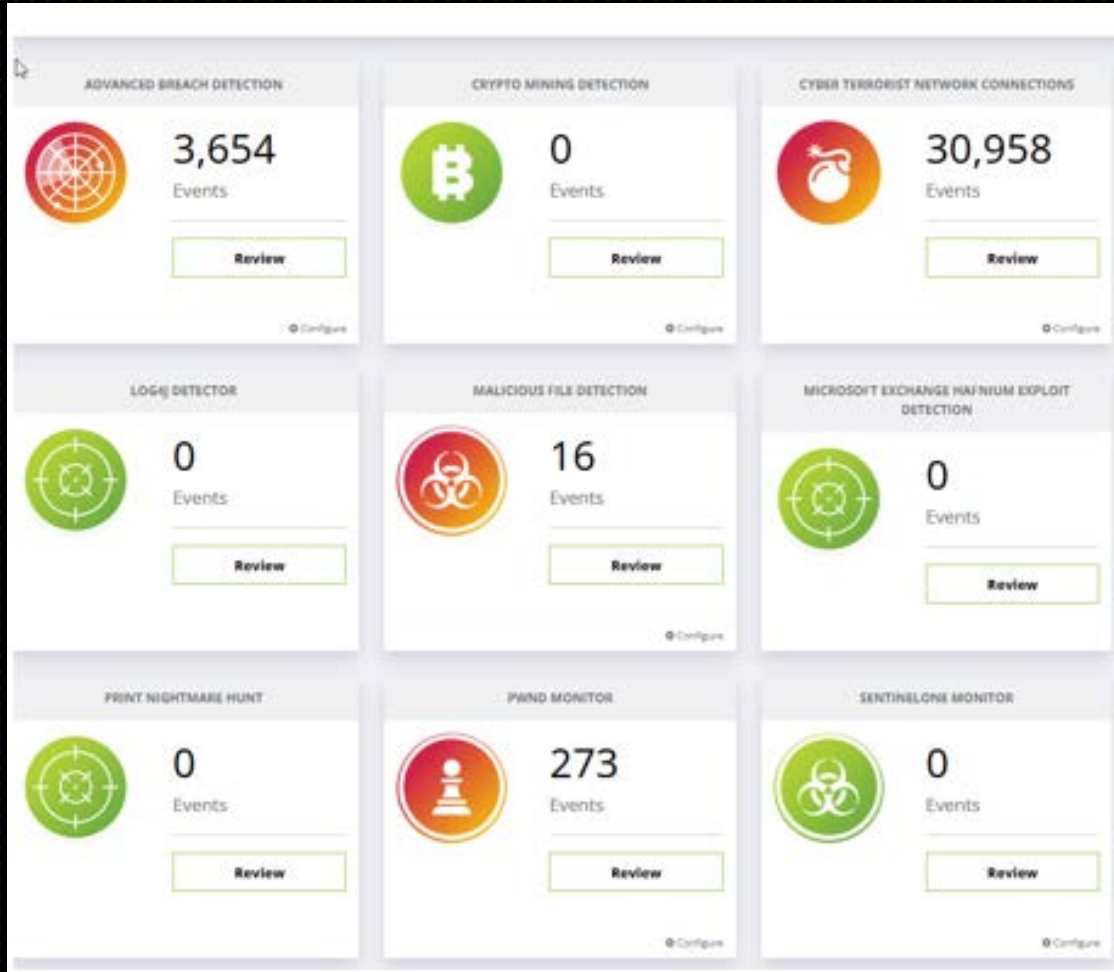 ADVANCED BREACH DETECTION
3,654
Events
Review
Configure
CRYPTO MINING DETECTION
0
Events
Review
Configure
CYBER TERRORIST NETWORK CONNECTIONS
30,958
Events
Review
Configure
LOG4J DETECTOR
0
Events
Review
MALICIOUS FILE DETECTION
16
Events
Review
Configure
MICROSOFT EXCHANGE HAFNIUM EXPLOIT
DETECTION
0
Events
Review
PRINT NIGHTMARE HUNT
0
Events
Review
PWND MONITOR
273
Events
Review
Configure
SENTINELONE MONITOR
0
Events
Review
Configure